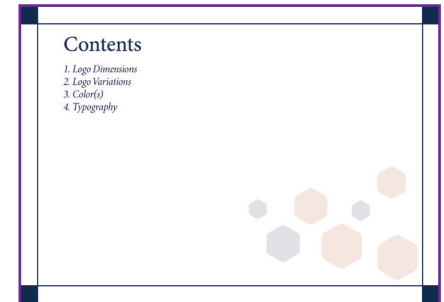 Contents
1. Logo Dimensions
2. Logo Variations
3. Color(s)
4. Typography